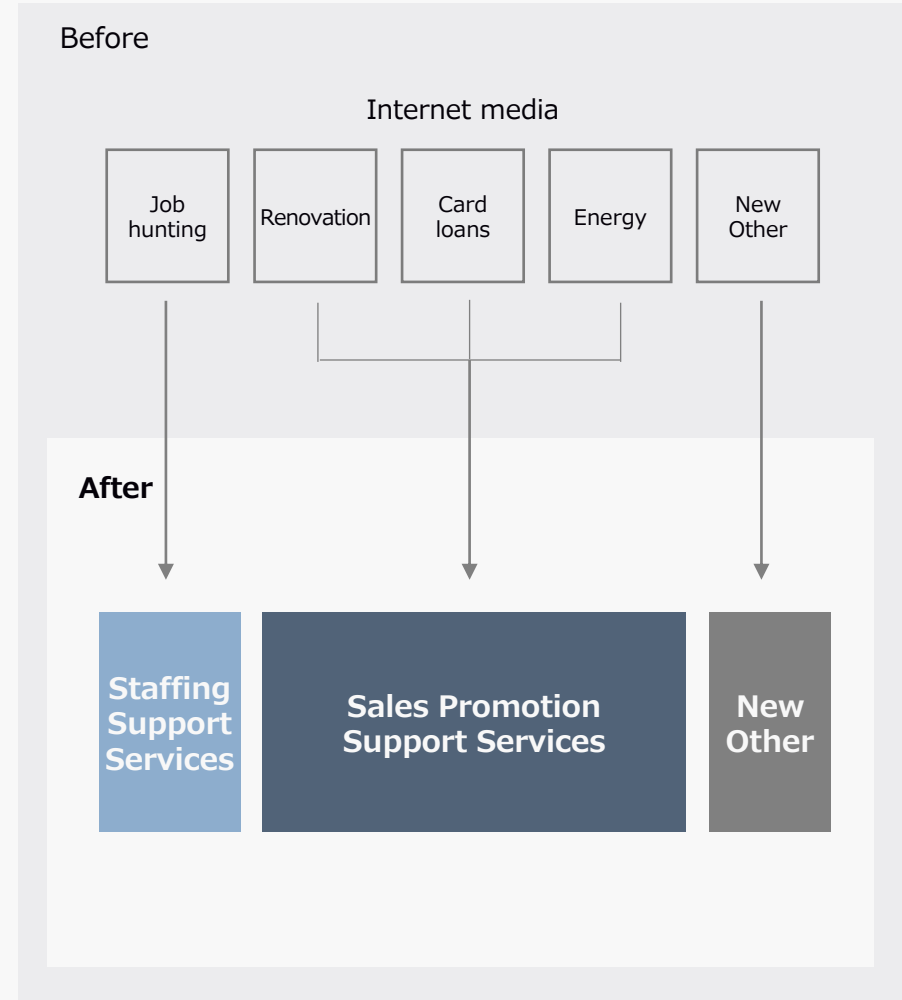 Before
Internet media
Job
hunting
Renovation
Card
loans
Energy
New
Other
After
Staffing
Support
Services
Sales Promotion
Support Services
New
Other